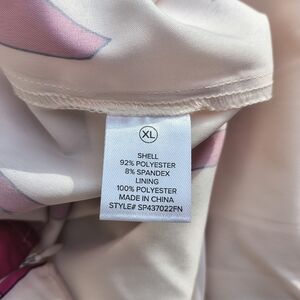 XL
SHELL
92% POLYESTER
8% SPANDEX
LINING
100% POLYESTER
MADE IN CHINA
STYLE# SP437022FN